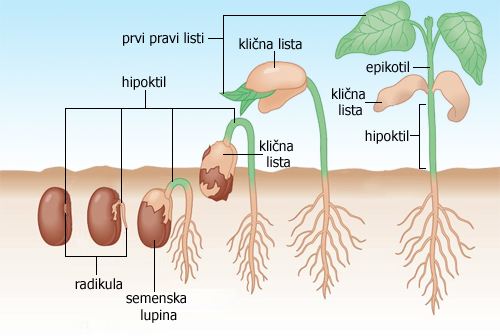 prvi pravi listi
klična lista
epikotil
hipoktil
klična
lista
klična
lista
hipoktil
radikula
semenska
lupina